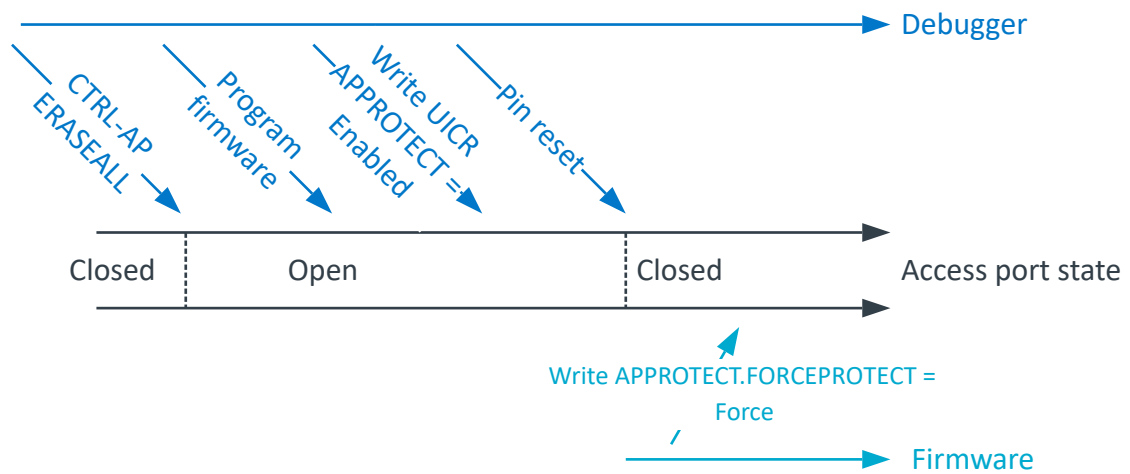 Debugger
CTRL-AP
ERASEALL
Program
firmware
Write UICR
APPROTECT =
Enabled
Pin reset
Closed
Open
Closed
Access port state
Write APPROTECT.FORCEPROTECT =
Force
Firmware